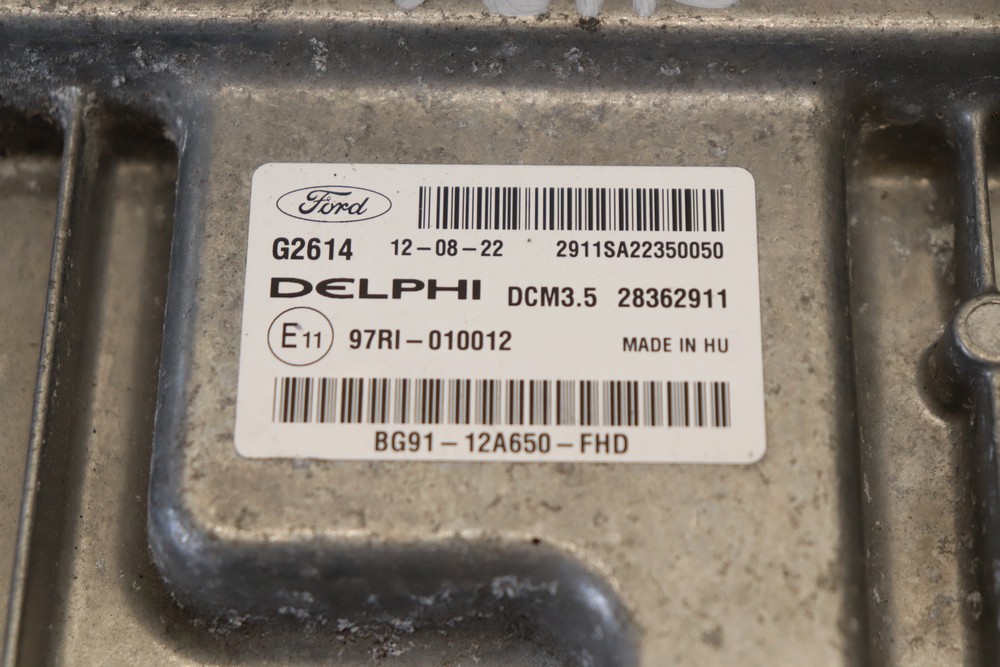 Ford
G2614 12-08-22 2911SA22350050
DELPHI DCM3.5 28362911
E11 97RI-010012 MADE IN HU
BG91-12A650-FHD